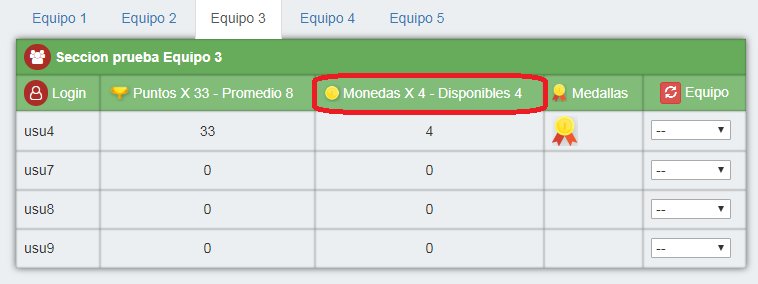 Equipo 1 Equipo 2 Equipo 3 Equipo 4 Equipo 5
Seccion prueba Equipo 3
Login Puntos X 33 - Promedio 8 Monedas X 4 - Disponibles 4 Medallas Equipo
usu4 33 4 --
usu7 0 0 --
usu8 0 0 --
usu9 0 0 --